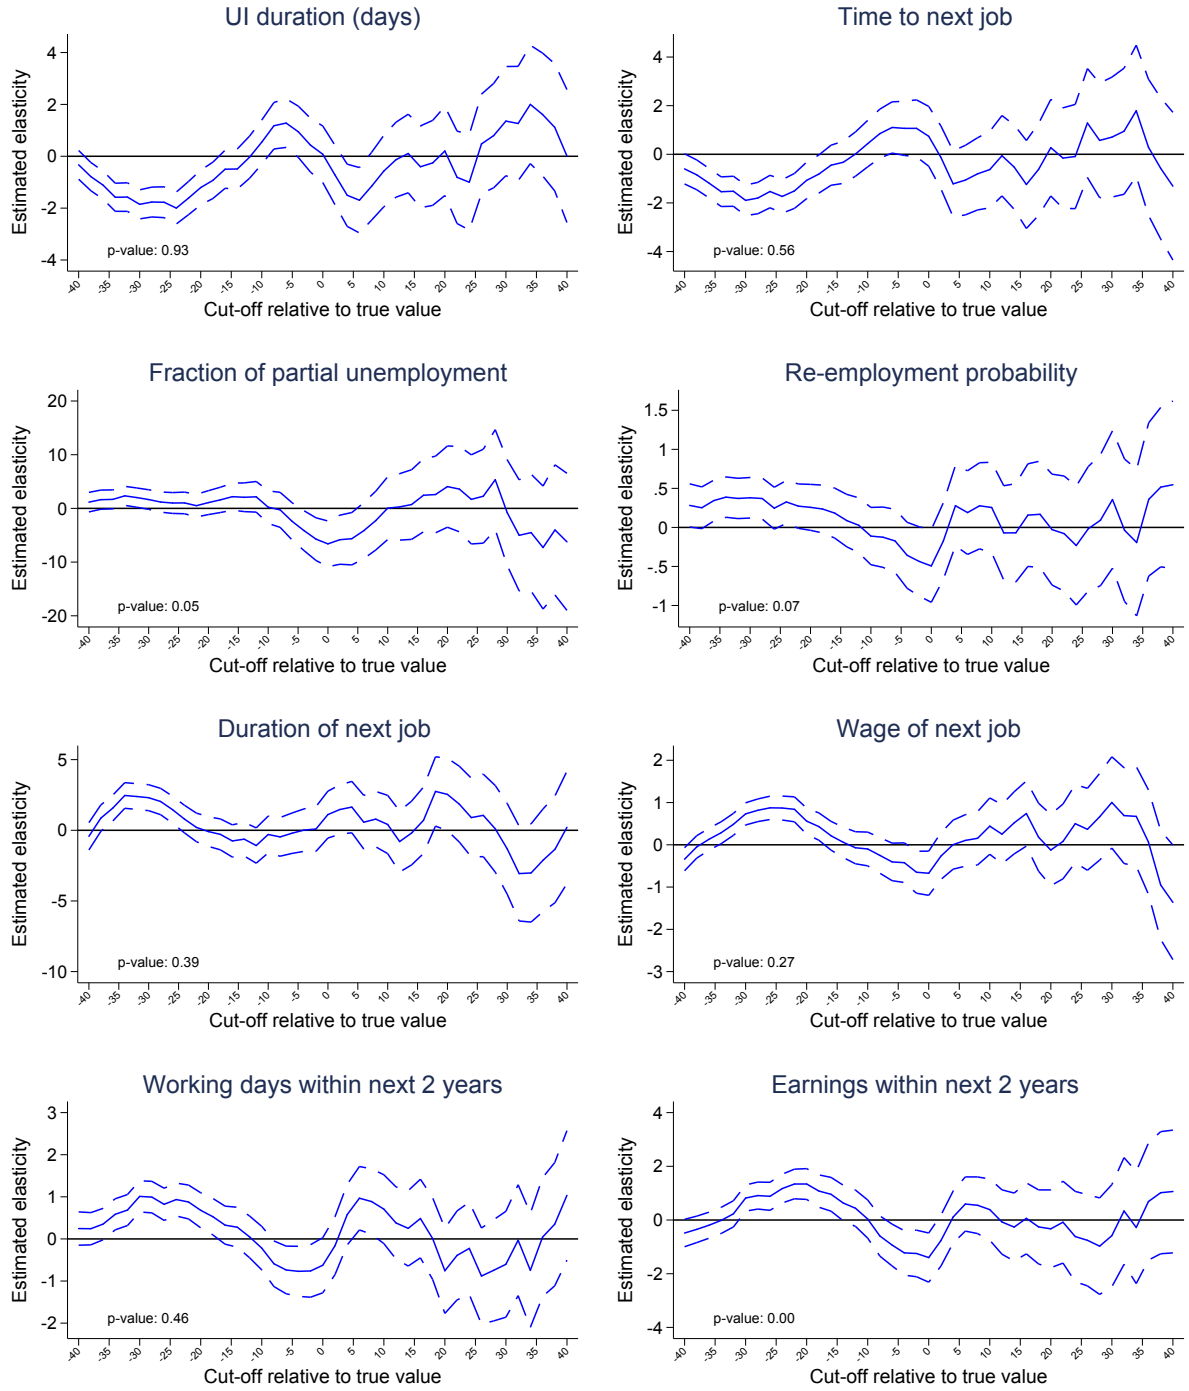 UI duration (days)
Estimated elasticity
4
2
0
-2
-4
p-value: 0.93
-40 -35 -30 -25 -20 -15 -10 -5 0 5 10 15 20 25 30 35 40
Cut-off relative to true value
Time to next job
Estimated elasticity
4
2
0
-2
-4
p-value: 0.56
-40 -35 -30 -25 -20 -15 -10 -5 0 5 10 15 20 25 30 35 40
Cut-off relative to true value
Fraction of partial unemployment
Estimated elasticity
20
10
0
-10
-20
p-value: 0.05
-40 -35 -30 -25 -20 -15 -10 -5 0 5 10 15 20 25 30 35 40
Cut-off relative to true value
Re-employment probability
Estimated elasticity
1.5
1
.5
0
-.5
-1
p-value: 0.07
-40 -35 -30 -25 -20 -15 -10 -5 0 5 10 15 20 25 30 35 40
Cut-off relative to true value
Duration of next job
Estimated elasticity
5
0
-5
-10
p-value: 0.39
-40 -35 -30 -25 -20 -15 -10 -5 0 5 10 15 20 25 30 35 40
Cut-off relative to true value
Wage of next job
Estimated elasticity
2
1
0
-1
-2
-3
p-value: 0.27
-40 -35 -30 -25 -20 -15 -10 -5 0 5 10 15 20 25 30 35 40
Cut-off relative to true value
Working days within next 2 years
Estimated elasticity
3
2
1
0
-1
-2
p-value: 0.46
-40 -35 -30 -25 -20 -15 -10 -5 0 5 10 15 20 25 30 35 40
Cut-off relative to true value
Earnings within next 2 years
Estimated elasticity
4
2
0
-2
-4
p-value: 0.00
-40 -35 -30 -25 -20 -15 -10 -5 0 5 10 15 20 25 30 35 40
Cut-off relative to true value